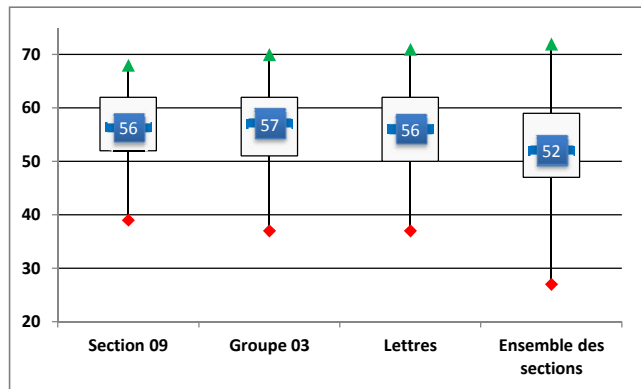 70
60
50
40
30
20
56
57
56
52
Section 09
Groupe 03
Lettres
Ensemble des
sections